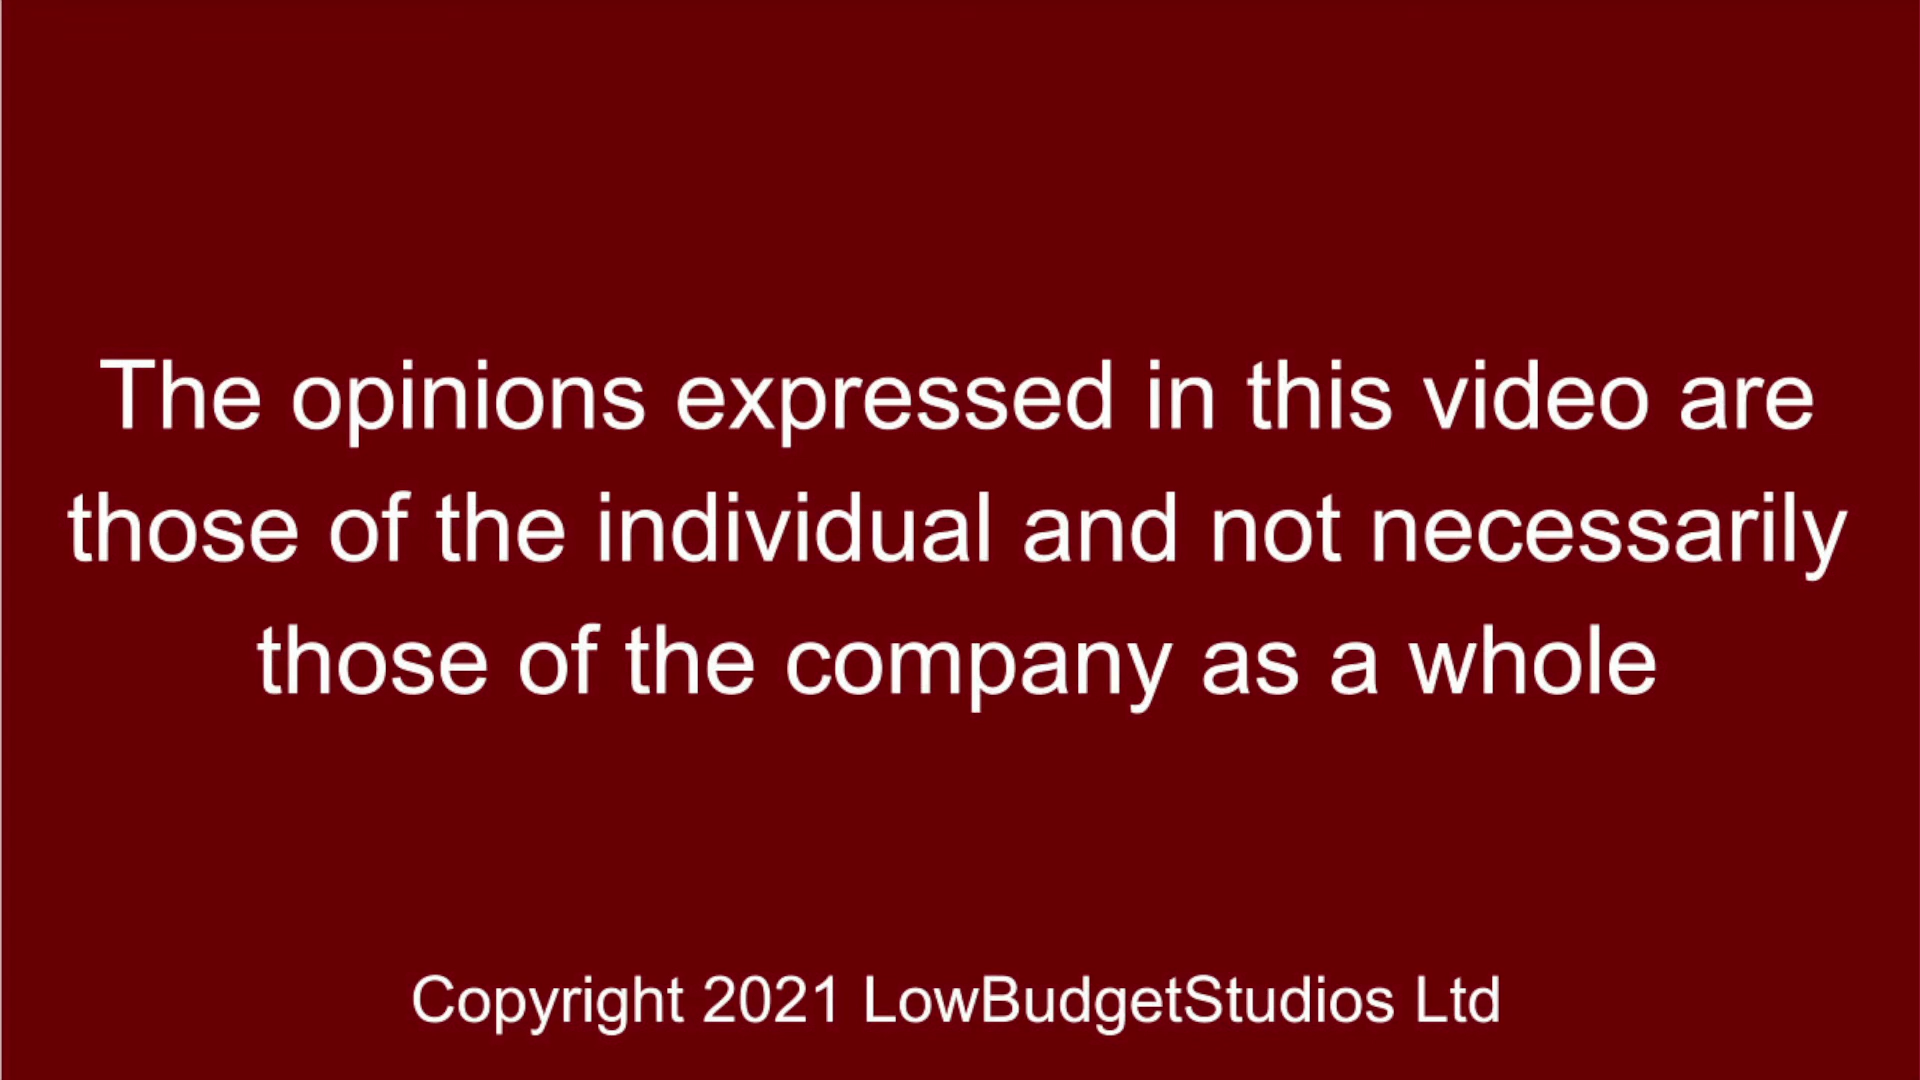 The opinions expressed in this video are
those of the individual and not necessarily
those of the company as a whole
Copyright 2021 LowBudgetStudios Ltd